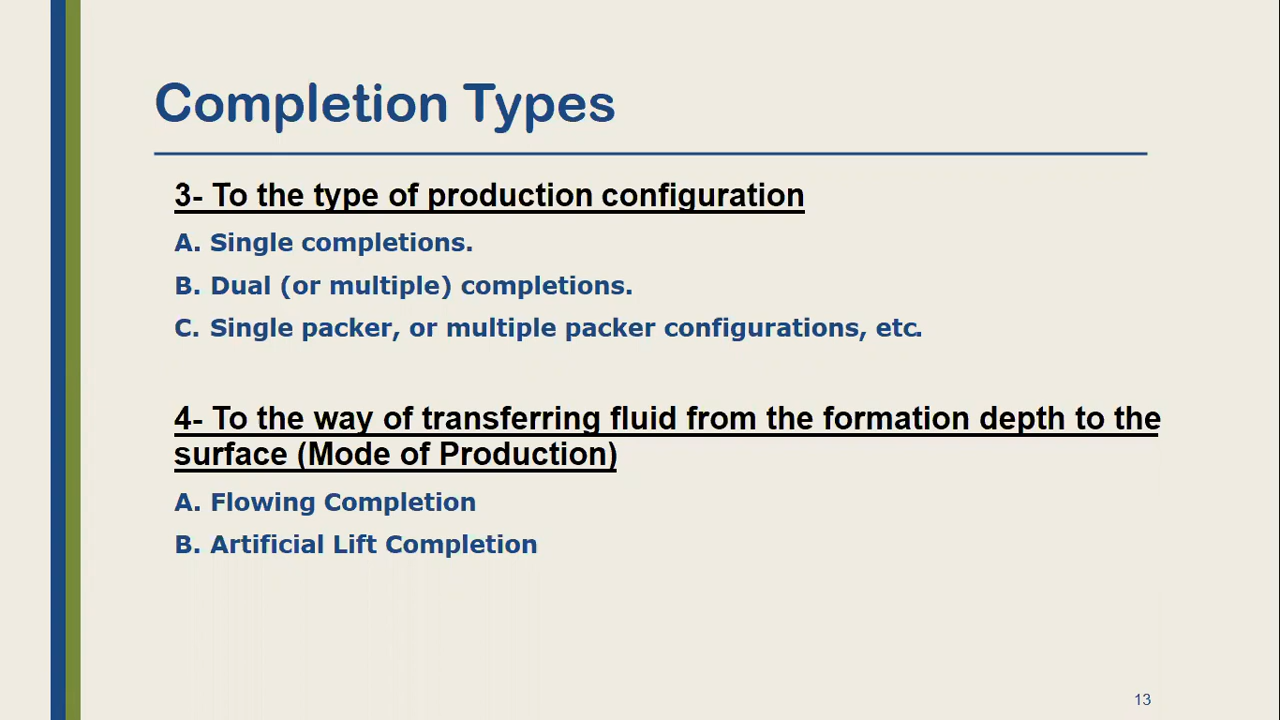 Completion Types
3- To the type of production configuration
A. Single completions.
B. Dual (or multiple) completions.
C. Single packer, or multiple packer configurations, etc.
4- To the way of transferring fluid from the formation depth to the
surface (Mode of Production)
A. Flowing Completion
B. Artificial Lift Completion
13